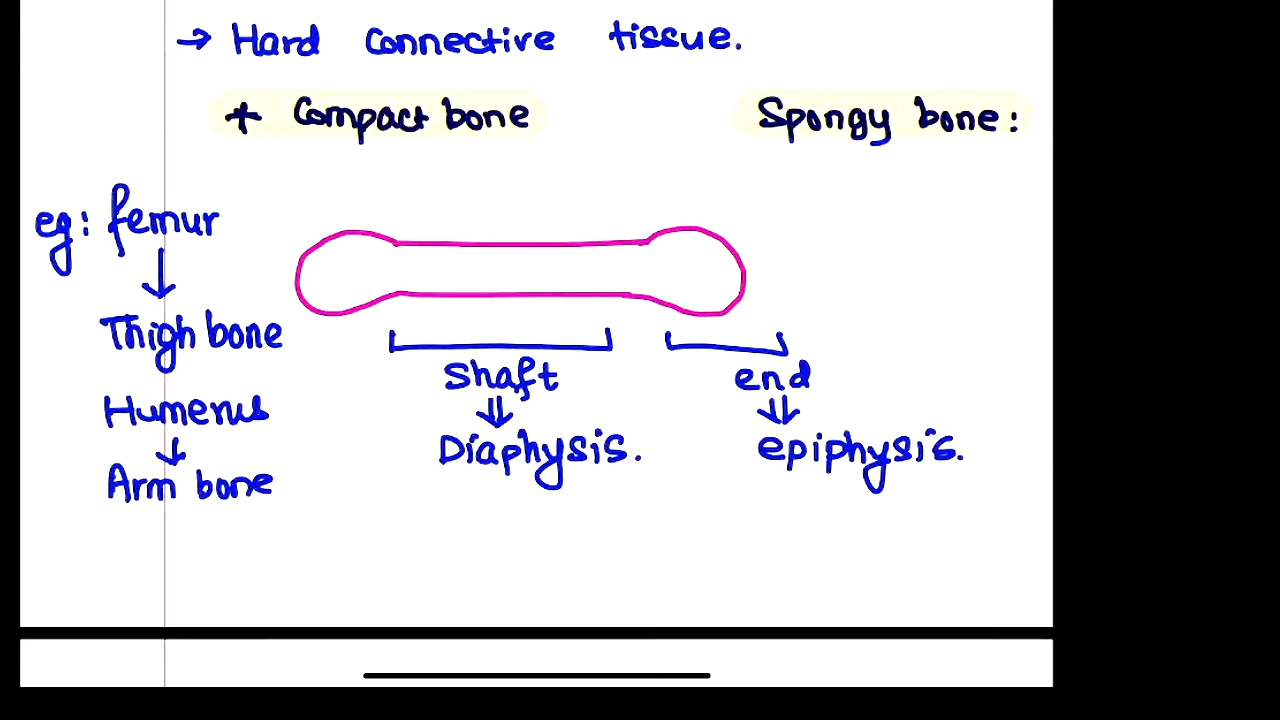 → Hard connective tissue.
+ Compact bone
Spongy bone:
eg: femur
↓
Thigh bone
Humerus
↓
Arm bone
Shaft
⇓
Diaphysis.
end
⇓
epiphysis.